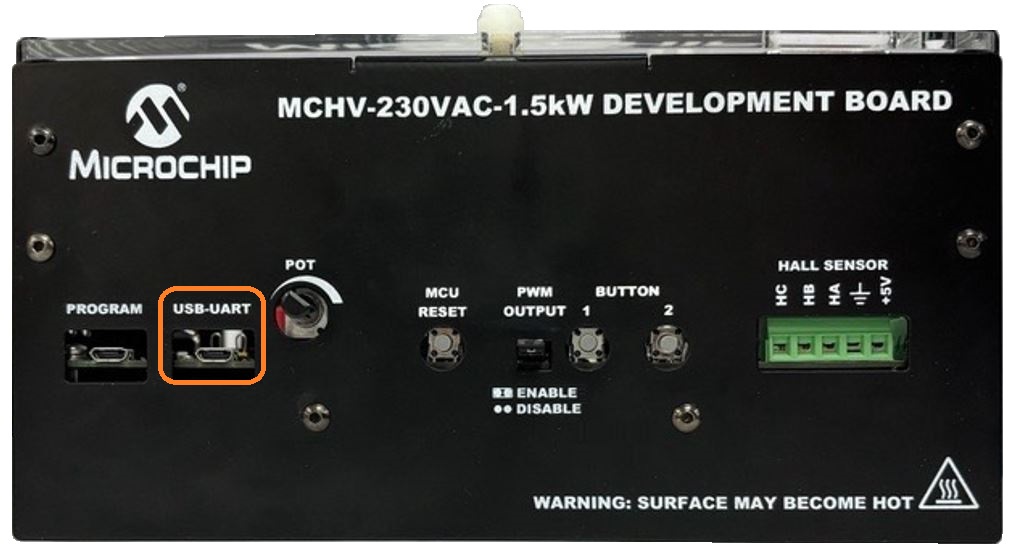 MCHV-230VAC-1.5kW DEVELOPMENT BOARD
MICROCHIP
®
PROGRAM
USB-UART
POT
MCU
RESET
PWM
OUTPUT
BUTTON
1
2
ENABLE
DISABLE
HALL SENSOR
HC
HB
HA
+5V
WARNING: SURFACE MAY BECOME HOT